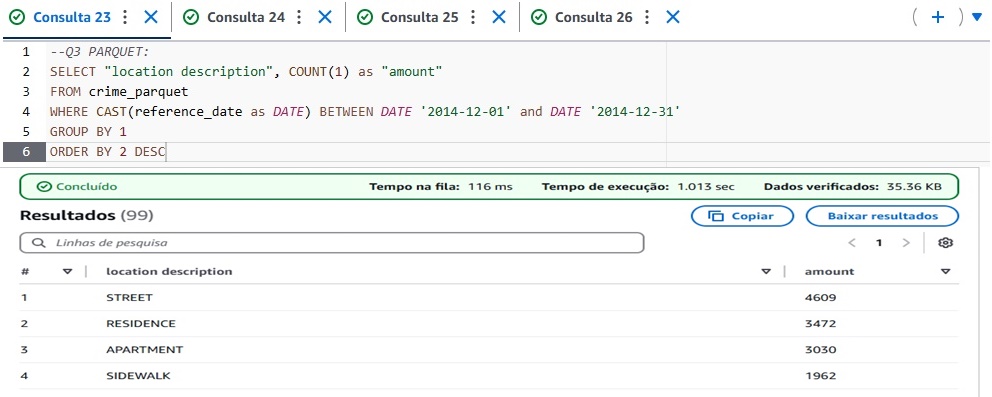 Consulta 23 Consulta 24 Consulta 25 Consulta 26
1 --Q3 PARQUET:
2 SELECT "location description", COUNT(1) as "amount"
3 FROM crime_parquet
4 WHERE CAST(reference_date as DATE) BETWEEN DATE '2014-12-01' and DATE '2014-12-31'
5 GROUP BY 1
6 ORDER BY 2 DESC
Concluído Tempo na fila: 116 ms Tempo de execução: 1.013 sec Dados verificados: 35.36 KB
Resultados (99) Copiar Baixar resultados
Linhas de pesquisa < 1 >
# location description amount
1 STREET 4609
2 RESIDENCE 3472
3 APARTMENT 3030
4 SIDEWALK 1962